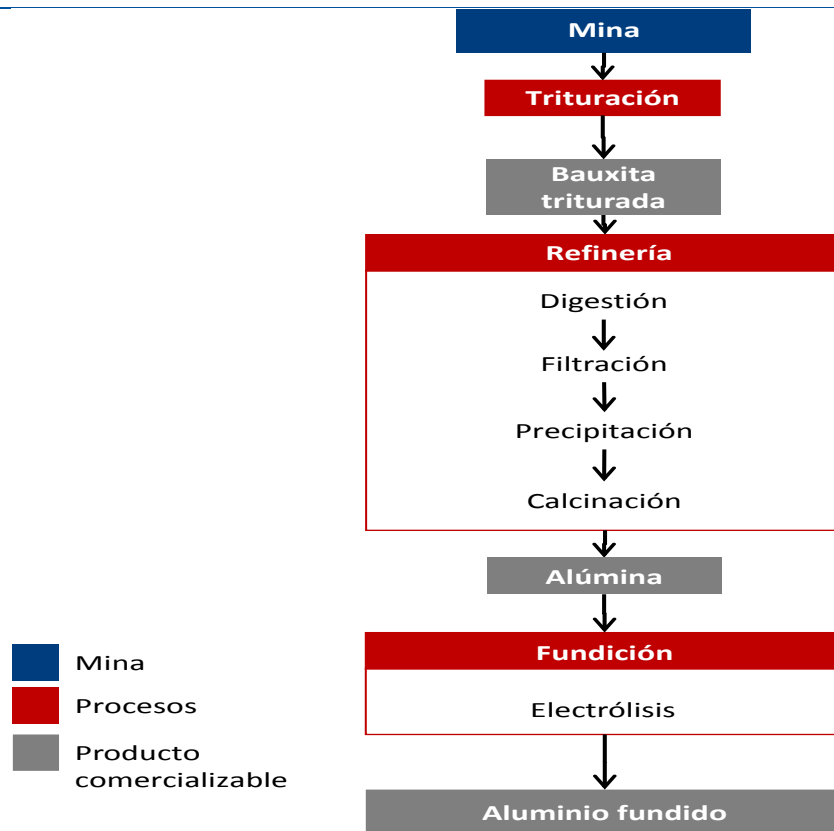 Mina
Trituración
Bauxita
triturada
Refinería
Digestión
Filtración
Precipitación
Calcinación
Alúmina
Fundición
Electrólisis
Aluminio fundido
Mina
Procesos
Producto
comercializable